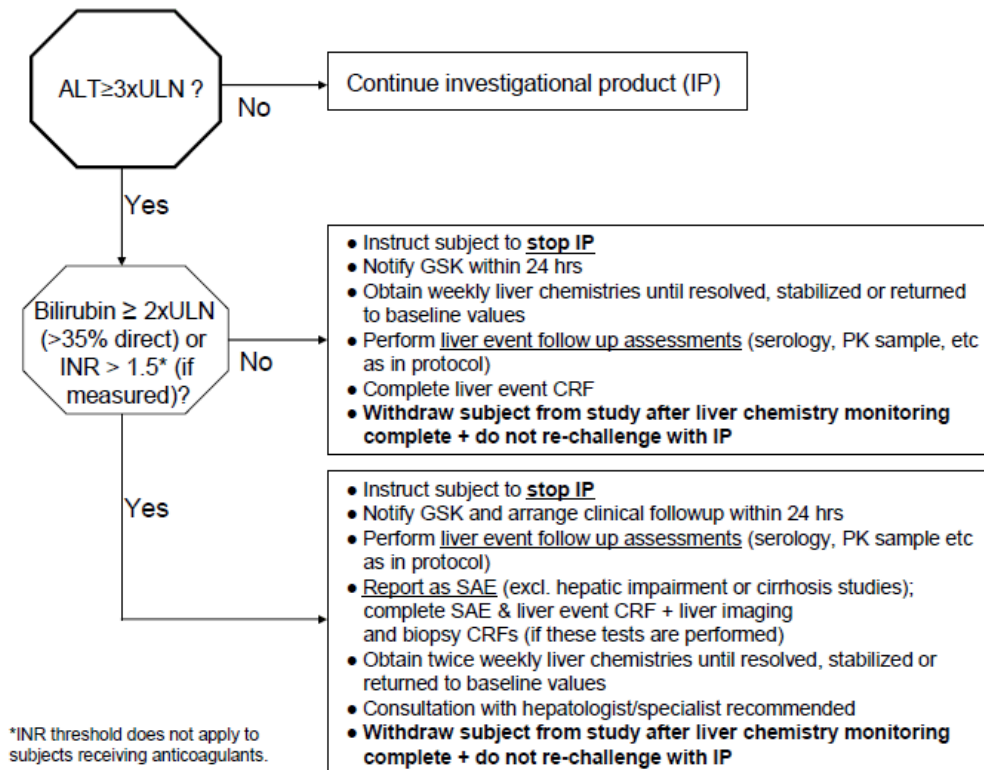 ALT≥3xULN ?
No
Continue investigational product (IP)
Yes
Bilirubin ≥ 2xULN
(>35% direct) or
INR > 1.5* (if
measured)?
No
● Instruct subject to stop IP
● Notify GSK within 24 hrs
● Obtain weekly liver chemistries until resolved, stabilized or returned
to baseline values
● Perform liver event follow up assessments (serology, PK sample, etc
as in protocol)
● Complete liver event CRF
● Withdraw subject from study after liver chemistry monitoring
complete + do not re-challenge with IP
Yes
● Instruct subject to stop IP
● Notify GSK and arrange clinical followup within 24 hrs
● Perform liver event follow up assessments (serology, PK sample etc
as in protocol)
● Report as SAE (excl. hepatic impairment or cirrhosis studies);
complete SAE & liver event CRF + liver imaging
and biopsy CRFs (if these tests are performed)
● Obtain twice weekly liver chemistries until resolved, stabilized or
returned to baseline values
● Consultation with hepatologist/specialist recommended
● Withdraw subject from study after liver chemistry monitoring
complete + do not re-challenge with IP
*INR threshold does not apply to
subjects receiving anticoagulants.